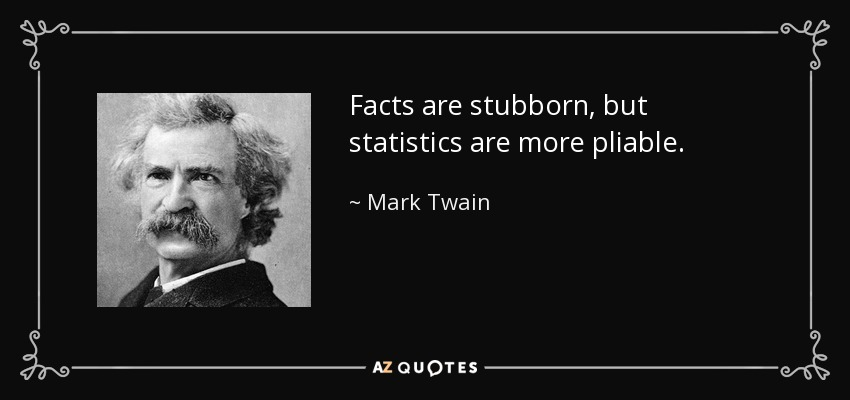 Facts are stubborn, but
statistics are more pliable.
~ Mark Twain
AZ QUOTES